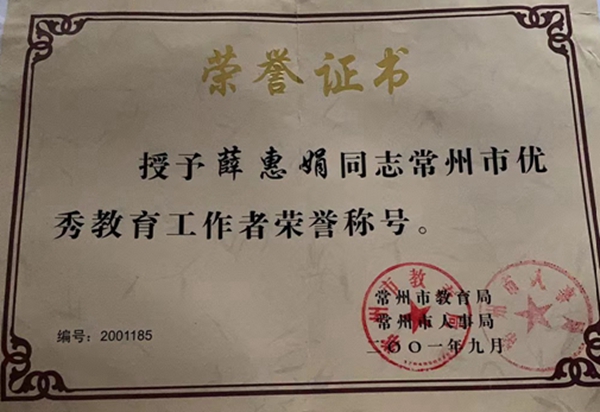 荣誉证书
授予薛惠娟同志常州市优
秀教育工作者荣誉称号。
常州市教育局
常州市人事局
二〇〇一年九月
编号：2001185